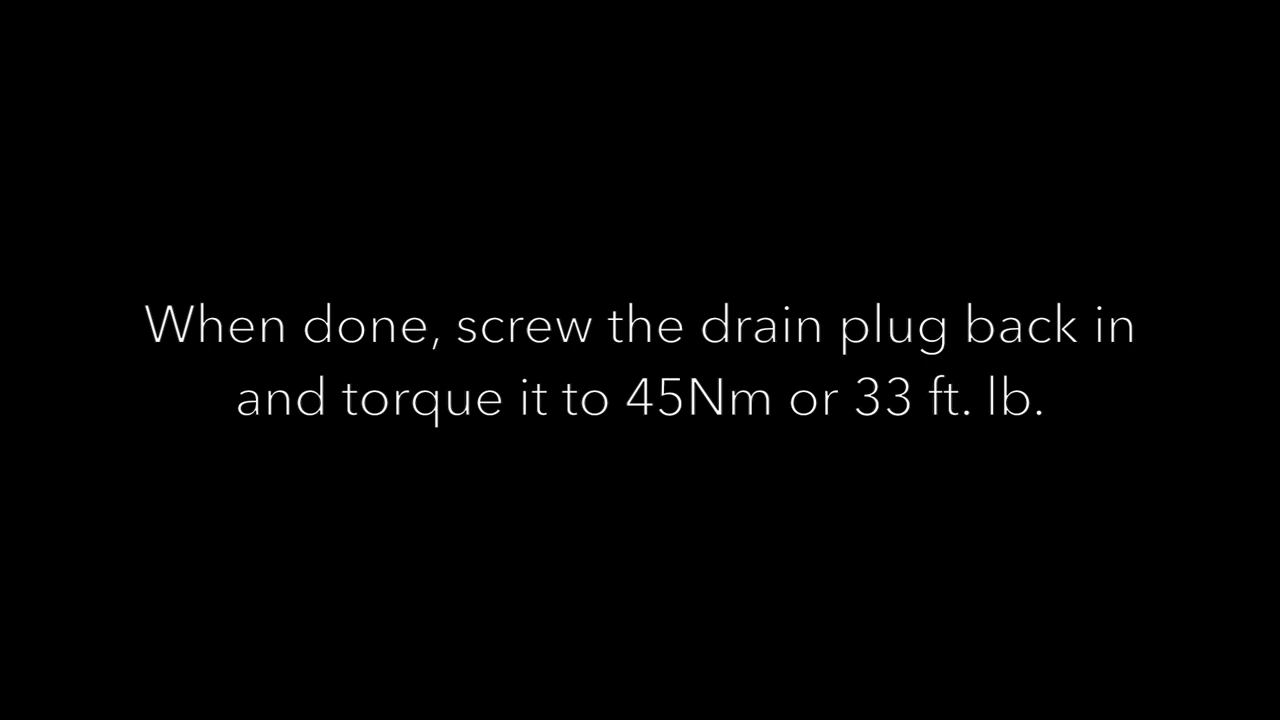 When done, screw the drain plug back in
and torque it to 45Nm or 33 ft. lb.